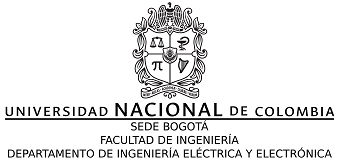 UNIVERSIDAD NACIONAL DE COLOMBIA
SEDE BOGOTÁ
FACULTAD DE INGENIERÍA
DEPARTAMENTO DE INGENIERÍA ELÉCTRICA Y ELECTRÓNICA